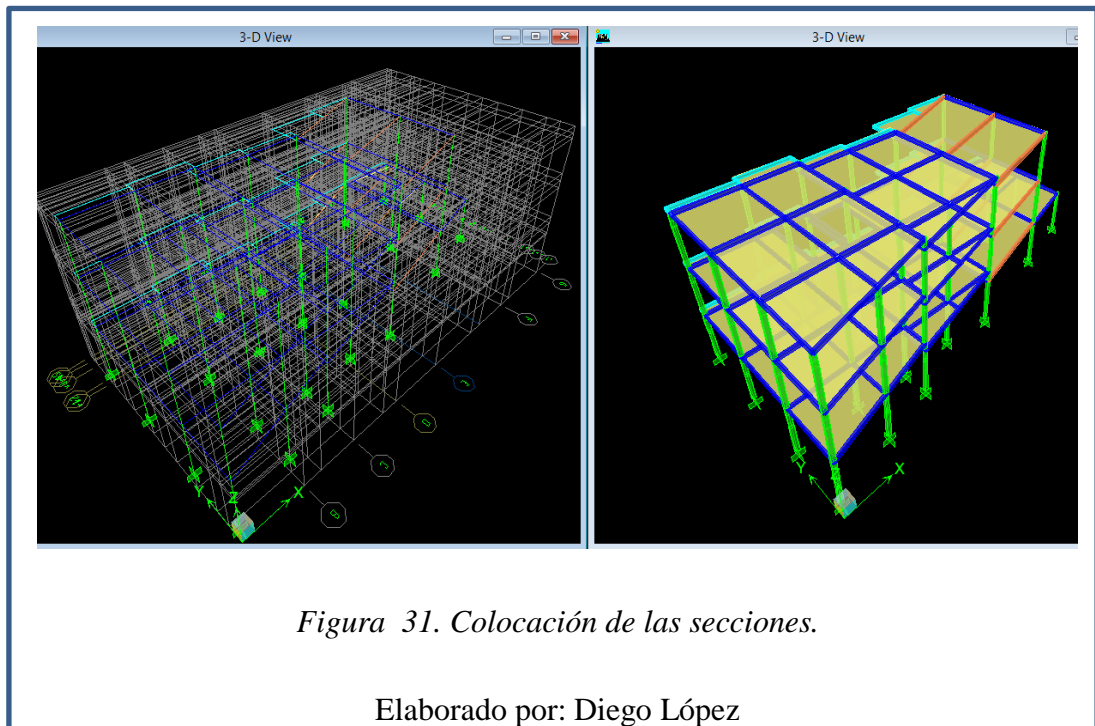 3-D View
3-D View
Y
Z
X
Y
X
Figura 31. Colocación de las secciones.
Elaborado por: Diego López